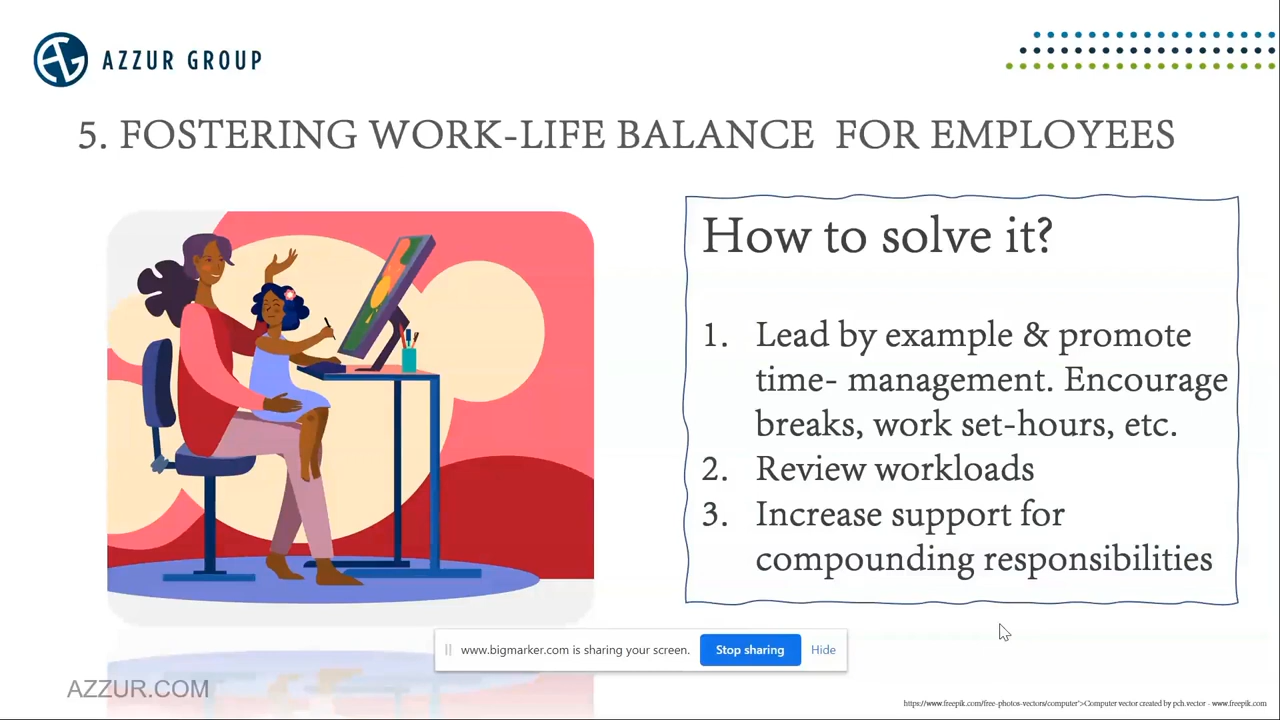 AZZUR GROUP
5. FOSTERING WORK-LIFE BALANCE FOR EMPLOYEES
How to solve it?
1. Lead by example & promote
time- management. Encourage
breaks, work set-hours, etc.
2. Review workloads
3. Increase support for
compounding responsibilities
www.bigmarker.com is sharing your screen. Stop sharing Hide
AZZUR.COM
https://www.freepik.com/free-photos-vectors/computer'>Computer vector created by pch.vector - www.freepik.com